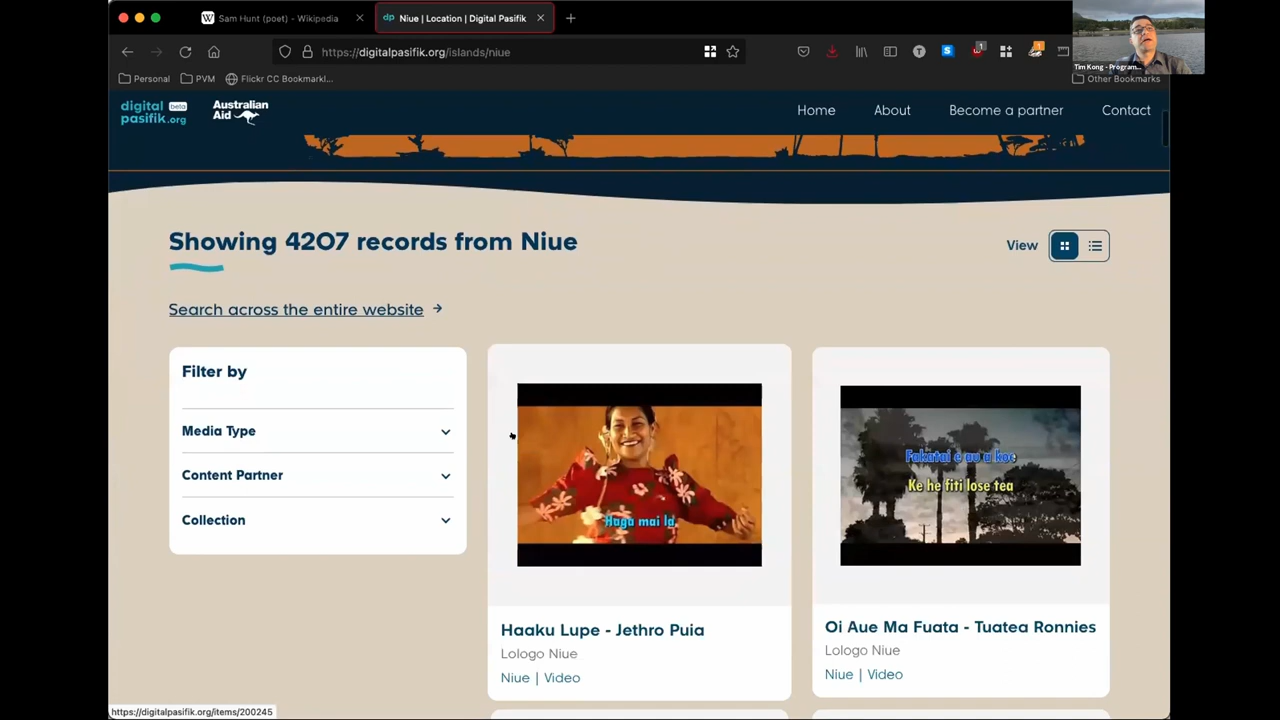 Sam Hunt (poet) - Wikipedia
dp Niue | Location | Digital Pasifik
https://digitalpasifik.org/islands/niue
Personal
PVM
Flickr CC Bookmarkl...
Other Bookmarks
Tim Kong - Program...
digital beta
pasifik.org
Australian
Aid
Home
About
Become a partner
Contact
Showing 4207 records from Niue
View
Search across the entire website
Filter by
Media Type
Content Partner
Collection
Haga mai la
Fakatai e au a koe
Ke he fiti lose tea
Haaku Lupe - Jethro Puia
Lologo Niue
Niue | Video
Oi Aue Ma Fuata - Tuatea Ronnies
Lologo Niue
Niue | Video
https://digitalpasifik.org/items/200245